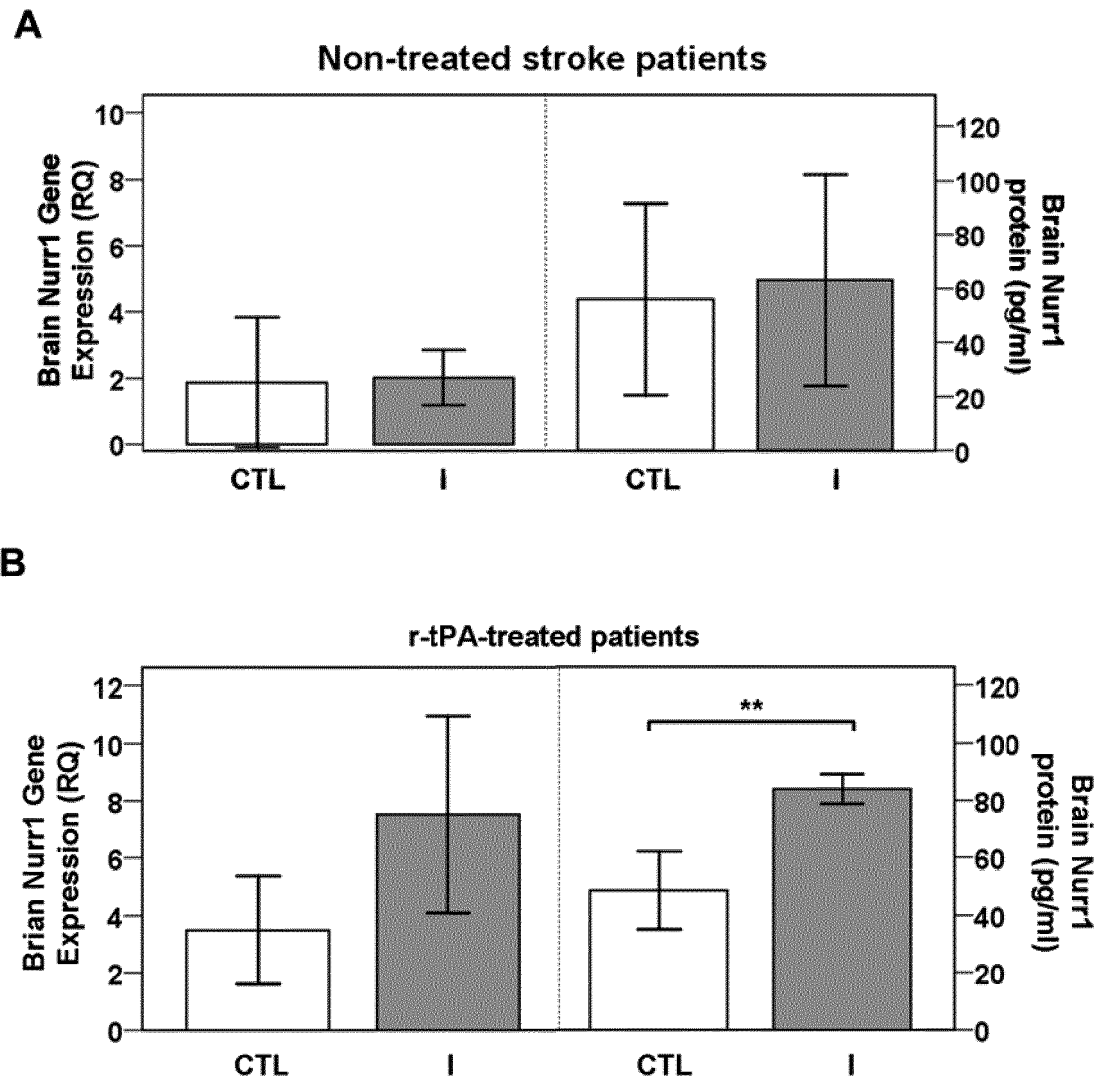 A
Non-treated stroke patients
Brain Nurr1 Gene
Expression (RQ)
10
8
6
4
2
0
120
100
80
60
40
20
0
Brain Nurr1
protein (pg/ml)
CTL
I
CTL
I
B
r-tPA-treated patients
Brian Nurr1 Gene
Expression (RQ)
12
10
8
6
4
2
0
**
120
100
80
60
40
20
0
Brain Nurr1
protein (pg/ml)
CTL
I
CTL
I